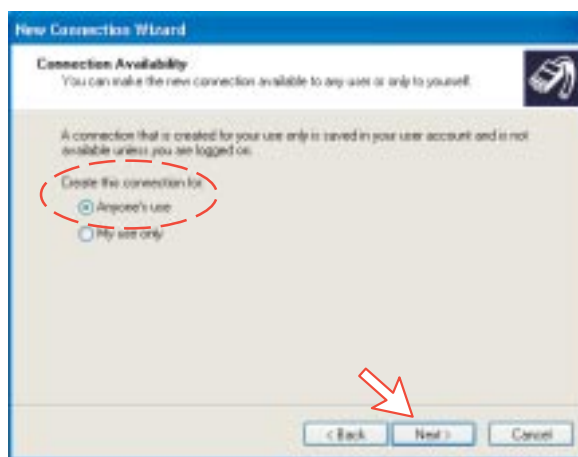 New Connection Wizard
Connection Availability
You can make the new connection available to any user or only to yourself.
A connection that is created for your use only is saved in your user account and is not
available unless you are logged on.
Create this connection for:
Anyone's use
My use only
< Back
Next >
Cancel